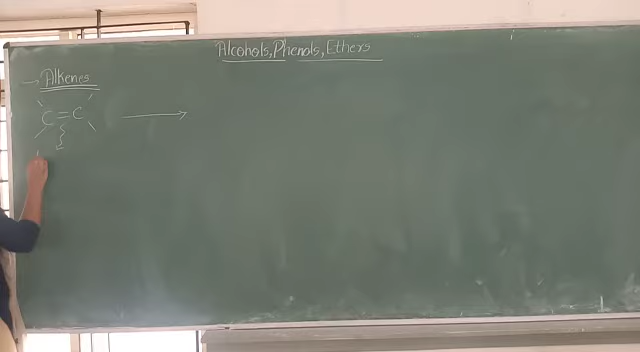 Alcohols, Phenols, Ethers
→ Alkenes
C=C →